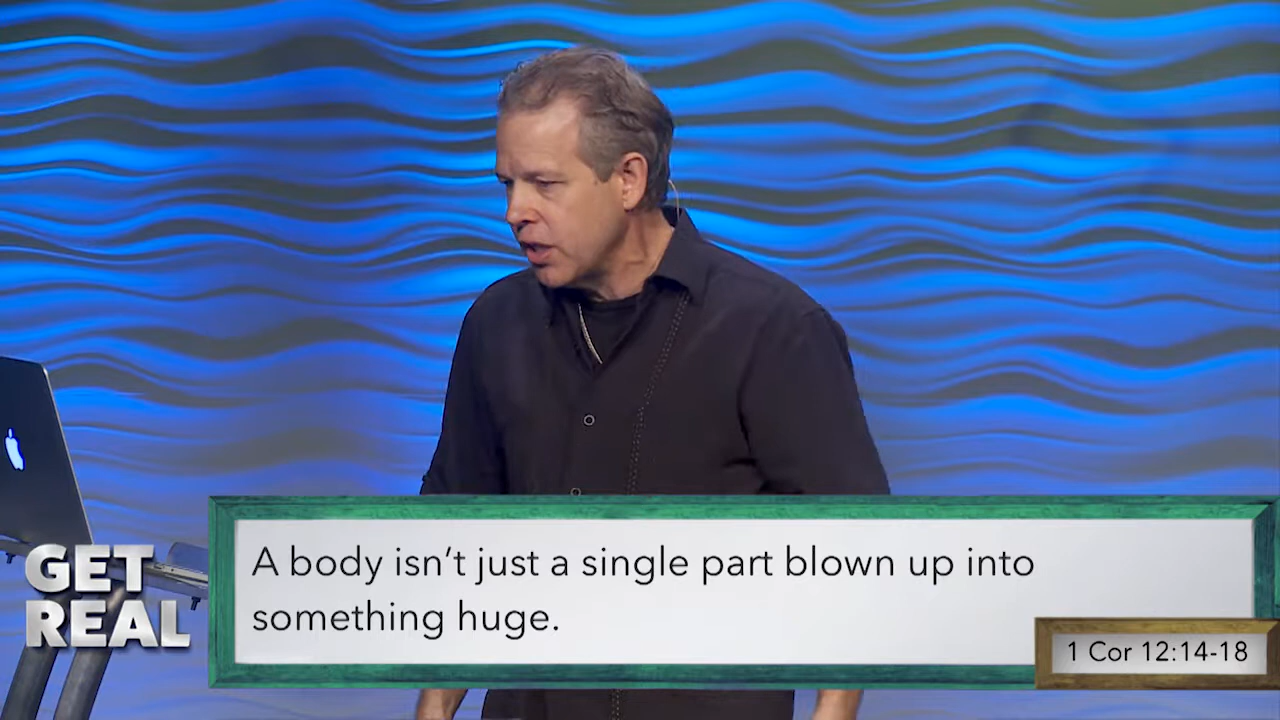 GET
REAL
A body isn’t just a single part blown up into
something huge.
1 Cor 12:14-18